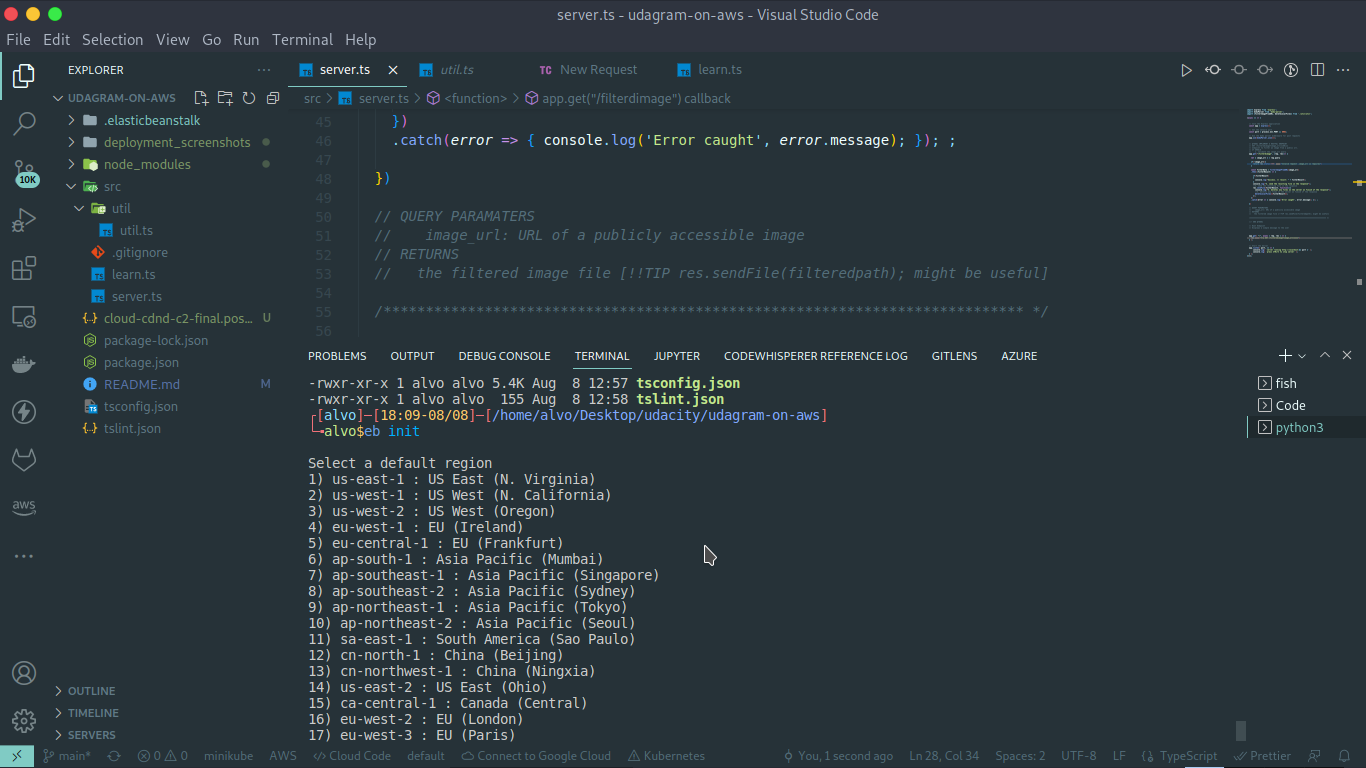 server.ts - udagram-on-aws - Visual Studio Code
File Edit Selection View Go Run Terminal Help
EXPLORER
server.ts
util.ts
TC New Request
learn.ts
UDAGRAM-ON-AWS
src > server.ts > <function> > app.get("/filterdimage") callback
.elasticbeanstalk
deployment_screenshots
node_modules
src
util
util.ts
.gitignore
learn.ts
server.ts
cloud-cdnd-c2-final.pos... U
package-lock.json
package.json
README.md M
tsconfig.json
tslint.json
OUTLINE
TIMELINE
SERVERS
10K
aws
45 })
46 .catch(error => { console.log('Error caught', error.message); }); ;
47
48 })
49
50 // QUERY PARAMATERS
51 //    image_url: URL of a publicly accessible image
52 // RETURNS
53 //   the filtered image file [!!TIP res.sendFile(filteredpath); might be useful]
54
55 /**************************************************************************** */
56
PROBLEMS OUTPUT DEBUG CONSOLE TERMINAL JUPYTER CODEWHISPERER REFERENCE LOG GITLENS AZURE
-rwxr-xr-x 1 alvo alvo 5.4K Aug  8 12:57 tsconfig.json
-rwxr-xr-x 1 alvo alvo  155 Aug  8 12:58 tslint.json
┌[alvo]─[18:09-08/08]─[/home/alvo/Desktop/udacity/udagram-on-aws]
└╼alvo$eb init
Select a default region
1) us-east-1 : US East (N. Virginia)
2) us-west-1 : US West (N. California)
3) us-west-2 : US West (Oregon)
4) eu-west-1 : EU (Ireland)
5) eu-central-1 : EU (Frankfurt)
6) ap-south-1 : Asia Pacific (Mumbai)
7) ap-southeast-1 : Asia Pacific (Singapore)
8) ap-southeast-2 : Asia Pacific (Sydney)
9) ap-northeast-1 : Asia Pacific (Tokyo)
10) ap-northeast-2 : Asia Pacific (Seoul)
11) sa-east-1 : South America (Sao Paulo)
12) cn-north-1 : China (Beijing)
13) cn-northwest-1 : China (Ningxia)
14) us-east-2 : US East (Ohio)
15) ca-central-1 : Canada (Central)
16) eu-west-2 : EU (London)
17) eu-west-3 : EU (Paris)
fish
Code
python3
main* 0 0 minikube AWS Cloud Code default Connect to Google Cloud Kubernetes You, 1 second ago Ln 28, Col 34 Spaces: 2 UTF-8 LF TypeScript Prettier